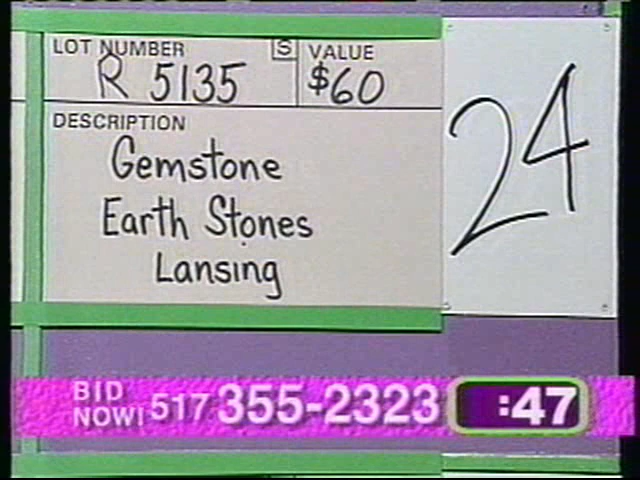 LOT NUMBER S VALUE
R 5135 $60
DESCRIPTION
Gemstone
Earth Stones
Lansing
24
BID
NOW! 517 355-2323 :47